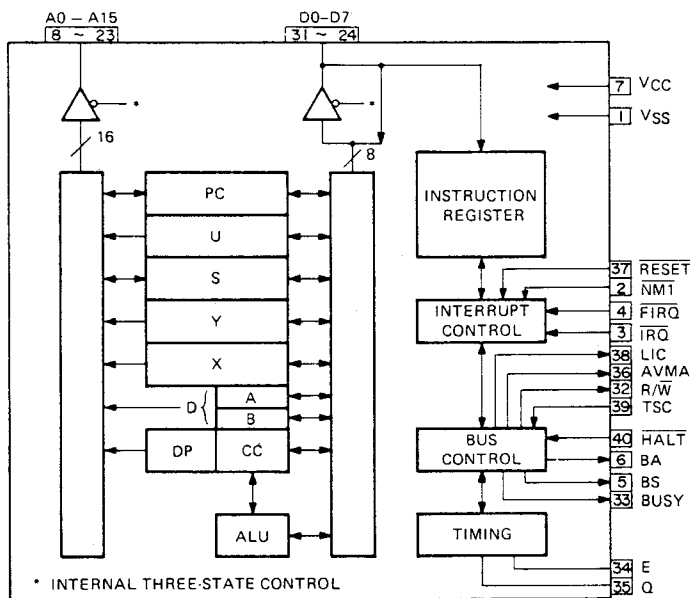 A0 – A15
8 ~ 23
D0–D7
31 ~ 24
*
*
7 VCC
1 VSS
16
8
PC
U
S
Y
X
D {
A
B
DP
CC
ALU
INSTRUCTION
REGISTER
INTERRUPT
CONTROL
BUS
CONTROL
TIMING
37 RESET
2 NM1
4 FIRQ
3 IRQ
38 LIC
36 AVMA
32 R/W
39 TSC
40 HALT
6 BA
5 BS
33 BUSY
34 E
35 Q
* INTERNAL THREE-STATE CONTROL